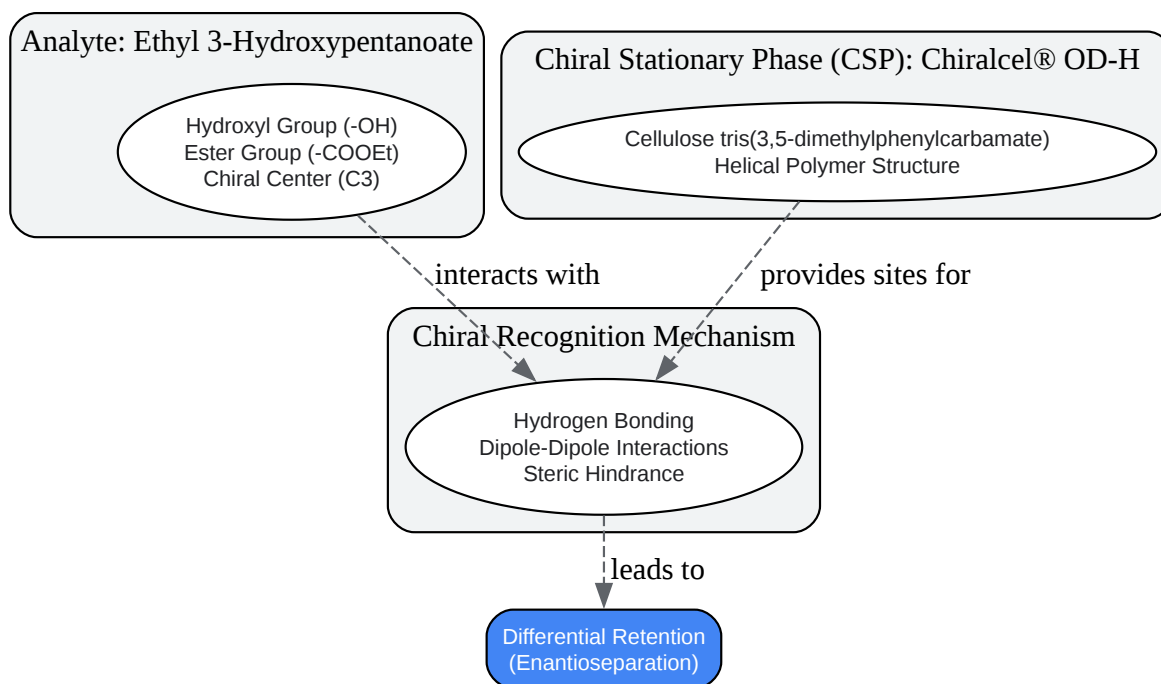 Analyte: Ethyl 3-Hydroxypentanoate
Hydroxyl Group (-OH)
Ester Group (-COOEt)
Chiral Center (C3)
Chiral Stationary Phase (CSP): Chiralcel® OD-H
Cellulose tris(3,5-dimethylphenylcarbamate)
Helical Polymer Structure
interacts with
provides sites for
Chiral Recognition Mechanism
Hydrogen Bonding
Dipole-Dipole Interactions
Steric Hindrance
leads to
Differential Retention
(Enantioseparation)